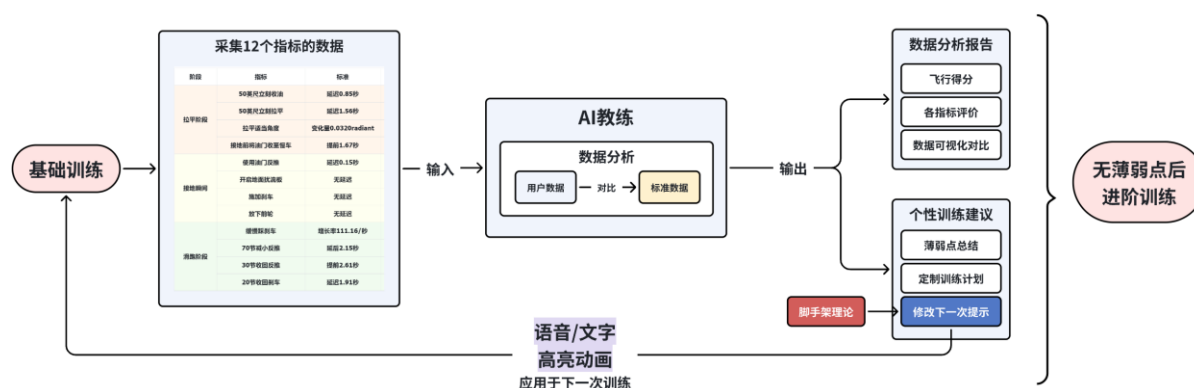 基础训练
采集12个指标的数据
阶段 指标 标准
拉平阶段
50英尺立刻收油 延迟0.85秒
50英尺立刻拉平 延迟1.56秒
拉平适当角度 变化量0.0320radiant
接地前将油门收至慢车 提前1.67秒
接地瞬间
使用油门反推 延迟0.15秒
开启地面扰流板 无延迟
施加刹车 无延迟
放下前轮 无延迟
滑跑阶段
缓慢踩刹车 增长率111.16/秒
70节减小反推 延后2.15秒
30节收回反推 提前2.61秒
20节收回刹车 延迟1.91秒
输入
AI教练
数据分析
用户数据 对比 标准数据
输出
数据分析报告
飞行得分
各指标评价
数据可视化对比
个性训练建议
薄弱点总结
定制训练计划
脚手架理论
修改下一次提示
无薄弱点后
进阶训练
语音/文字
高亮动画
应用于下一次训练